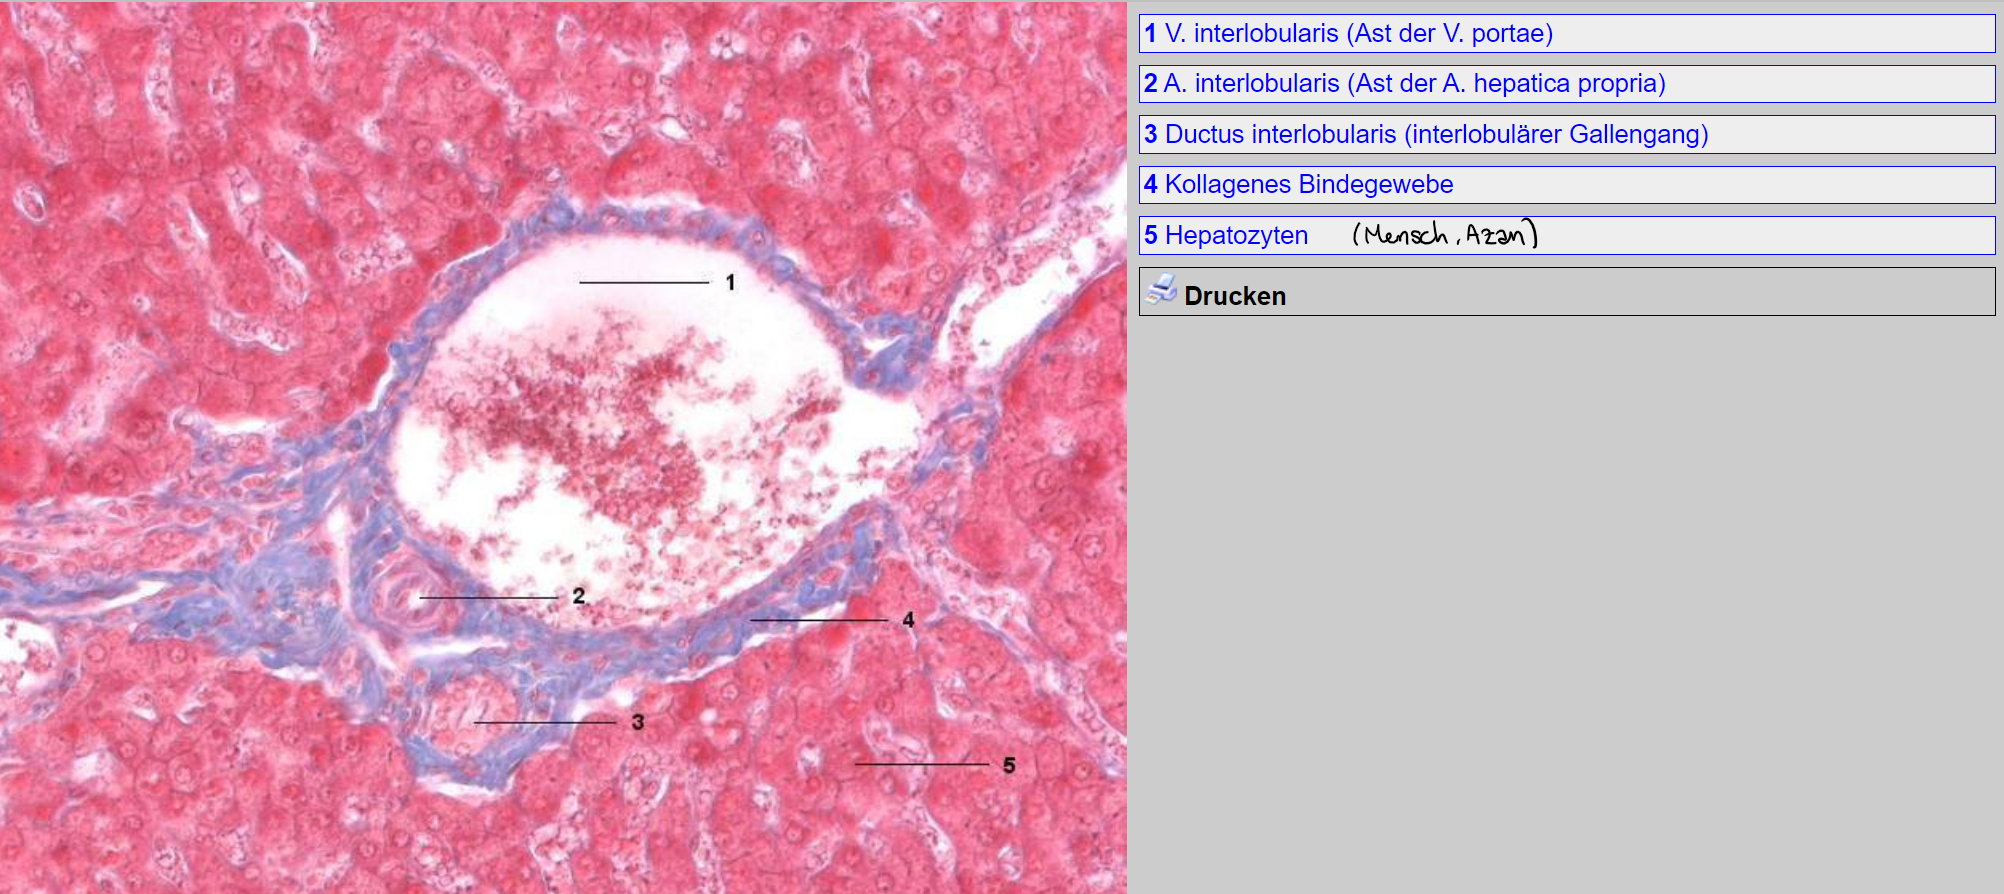 1
2
4
3
5
1 V. interlobularis (Ast der V. portae)
2 A. interlobularis (Ast der A. hepatica propria)
3 Ductus interlobularis (interlobulärer Gallengang)
4 Kollagenes Bindegewebe
5 Hepatozyten (Mensch, Azan)
Drucken